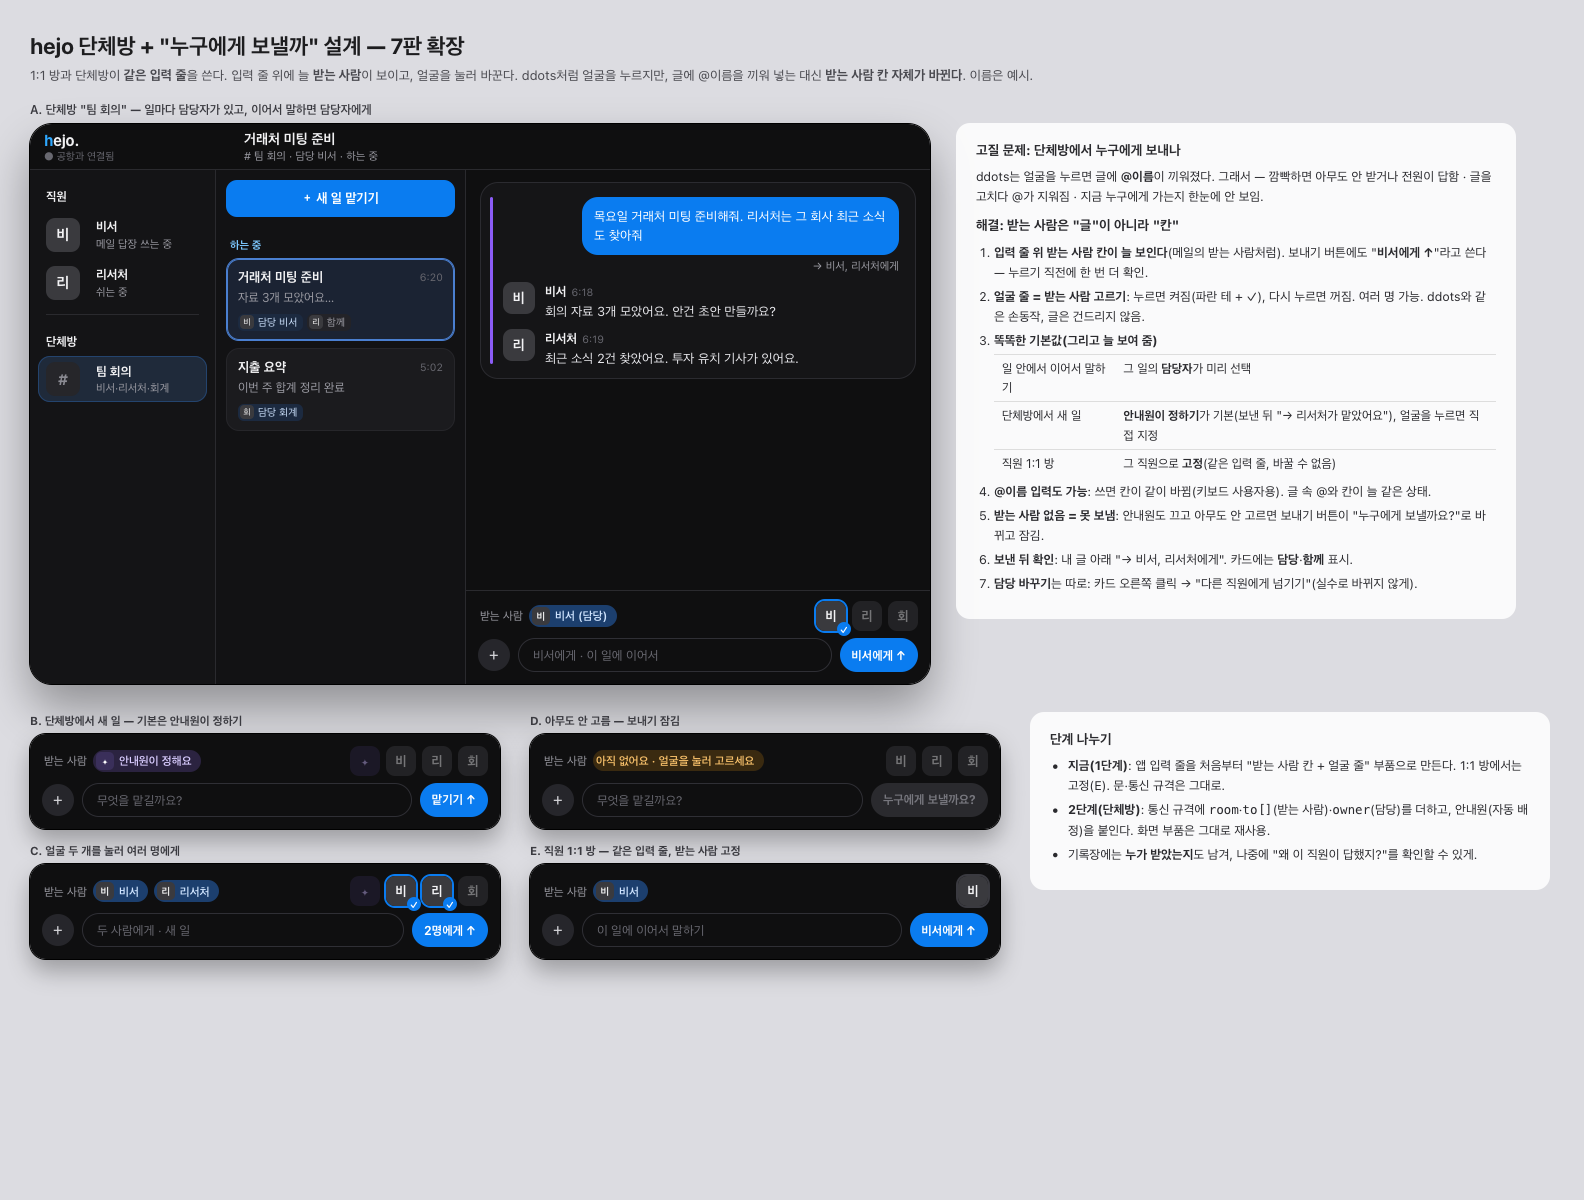 hejo 단체방 + "누구에게 보낼까" 설계 — 7판 확장
1:1 방과 단체방이 같은 입력 줄을 쓴다. 입력 줄 위에 늘 받는 사람이 보이고, 얼굴을 눌러 바꾼다. ddots처럼 얼굴을 누르지만, 글에 @이름을 끼워 넣는 대신 받는 사람 칸 자체가 바뀐다. 이름은 예시.
A. 단체방 "팀 회의" — 일마다 담당자가 있고, 이어서 말하면 담당자에게
hejo.
공항과 연결됨
거래처 미팅 준비
# 팀 회의 · 담당 비서 · 하는 중
직원
비
비서
메일 답장 쓰는 중
리
리서처
쉬는 중
단체방
#
팀 회의
비서·리서처·회계
+ 새 일 맡기기
하는 중
거래처 미팅 준비 6:20
자료 3개 모았어요...
비 담당 비서 리 함께
지출 요약 5:02
이번 주 합계 정리 완료
회 담당 회계
목요일 거래처 미팅 준비해줘. 리서처는 그 회사 최근 소식
도 찾아줘
→ 비서, 리서처에게
비
비서 6:18
회의 자료 3개 모았어요. 안건 초안 만들까요?
리
리서처 6:19
최근 소식 2건 찾았어요. 투자 유치 기사가 있어요.
받는 사람 비 비서 (담당) 비 ✓ 리 회
+ 비서에게 · 이 일에 이어서 비서에게 ↑
고질 문제: 단체방에서 누구에게 보내나
ddots는 얼굴을 누르면 글에 @이름이 끼워졌다. 그래서 — 깜빡하면 아무도 안 받거나 전원이 답함 · 글을
고치다 @가 지워짐 · 지금 누구에게 가는지 한눈에 안 보임.
해결: 받는 사람은 "글"이 아니라 "칸"
1. 입력 줄 위 받는 사람 칸이 늘 보인다(메일의 받는 사람처럼). 보내기 버튼에도 "비서에게 ↑"라고 쓴다
— 누르기 직전에 한 번 더 확인.
2. 얼굴 줄 = 받는 사람 고르기: 누르면 켜짐(파란 테 + ✓), 다시 누르면 꺼짐. 여러 명 가능. ddots와 같
은 손동작, 글은 건드리지 않음.
3. 똑똑한 기본값(그리고 늘 보여 줌)
일 안에서 이어서 말하 그 일의 담당자가 미리 선택
기
단체방에서 새 일 안내원이 정하기가 기본(보낸 뒤 "→ 리서처가 맡았어요"), 얼굴을 누르면 직
접 지정
직원 1:1 방 그 직원으로 고정(같은 입력 줄, 바꿀 수 없음)
4. @이름 입력도 가능: 쓰면 칸이 같이 바뀜(키보드 사용자용). 글 속 @와 칸이 늘 같은 상태.
5. 받는 사람 없음 = 못 보냄: 안내원도 끄고 아무도 안 고르면 보내기 버튼이 "누구에게 보낼까요?"로 바
뀌고 잠김.
6. 보낸 뒤 확인: 내 글 아래 "→ 비서, 리서처에게". 카드에는 담당·함께 표시.
7. 담당 바꾸기는 따로: 카드 오른쪽 클릭 → "다른 직원에게 넘기기"(실수로 바뀌지 않게).
B. 단체방에서 새 일 — 기본은 안내원이 정하기
받는 사람 ✦ 안내원이 정해요 ✦ 비 리 회
+ 무엇을 맡길까요? 맡기기 ↑
C. 얼굴 두 개를 눌러 여러 명에게
받는 사람 비 비서 리 리서처 ✦ 비 ✓ 리 ✓ 회
+ 두 사람에게 · 새 일 2명에게 ↑
D. 아무도 안 고름 — 보내기 잠김
받는 사람 아직 없어요 · 얼굴을 눌러 고르세요 비 리 회
+ 무엇을 맡길까요? 누구에게 보낼까요?
E. 직원 1:1 방 — 같은 입력 줄, 받는 사람 고정
받는 사람 비 비서 비
+ 이 일에 이어서 말하기 비서에게 ↑
단계 나누기
• 지금(1단계): 앱 입력 줄을 처음부터 "받는 사람 칸 + 얼굴 줄" 부품으로 만든다. 1:1 방에서는
고정(E). 문·통신 규격은 그대로.
• 2단계(단체방): 통신 규격에 room·to[](받는 사람)·owner(담당)를 더하고, 안내원(자동 배
정)을 붙인다. 화면 부품은 그대로 재사용.
• 기록장에는 누가 받았는지도 남겨, 나중에 "왜 이 직원이 답했지?"를 확인할 수 있게.